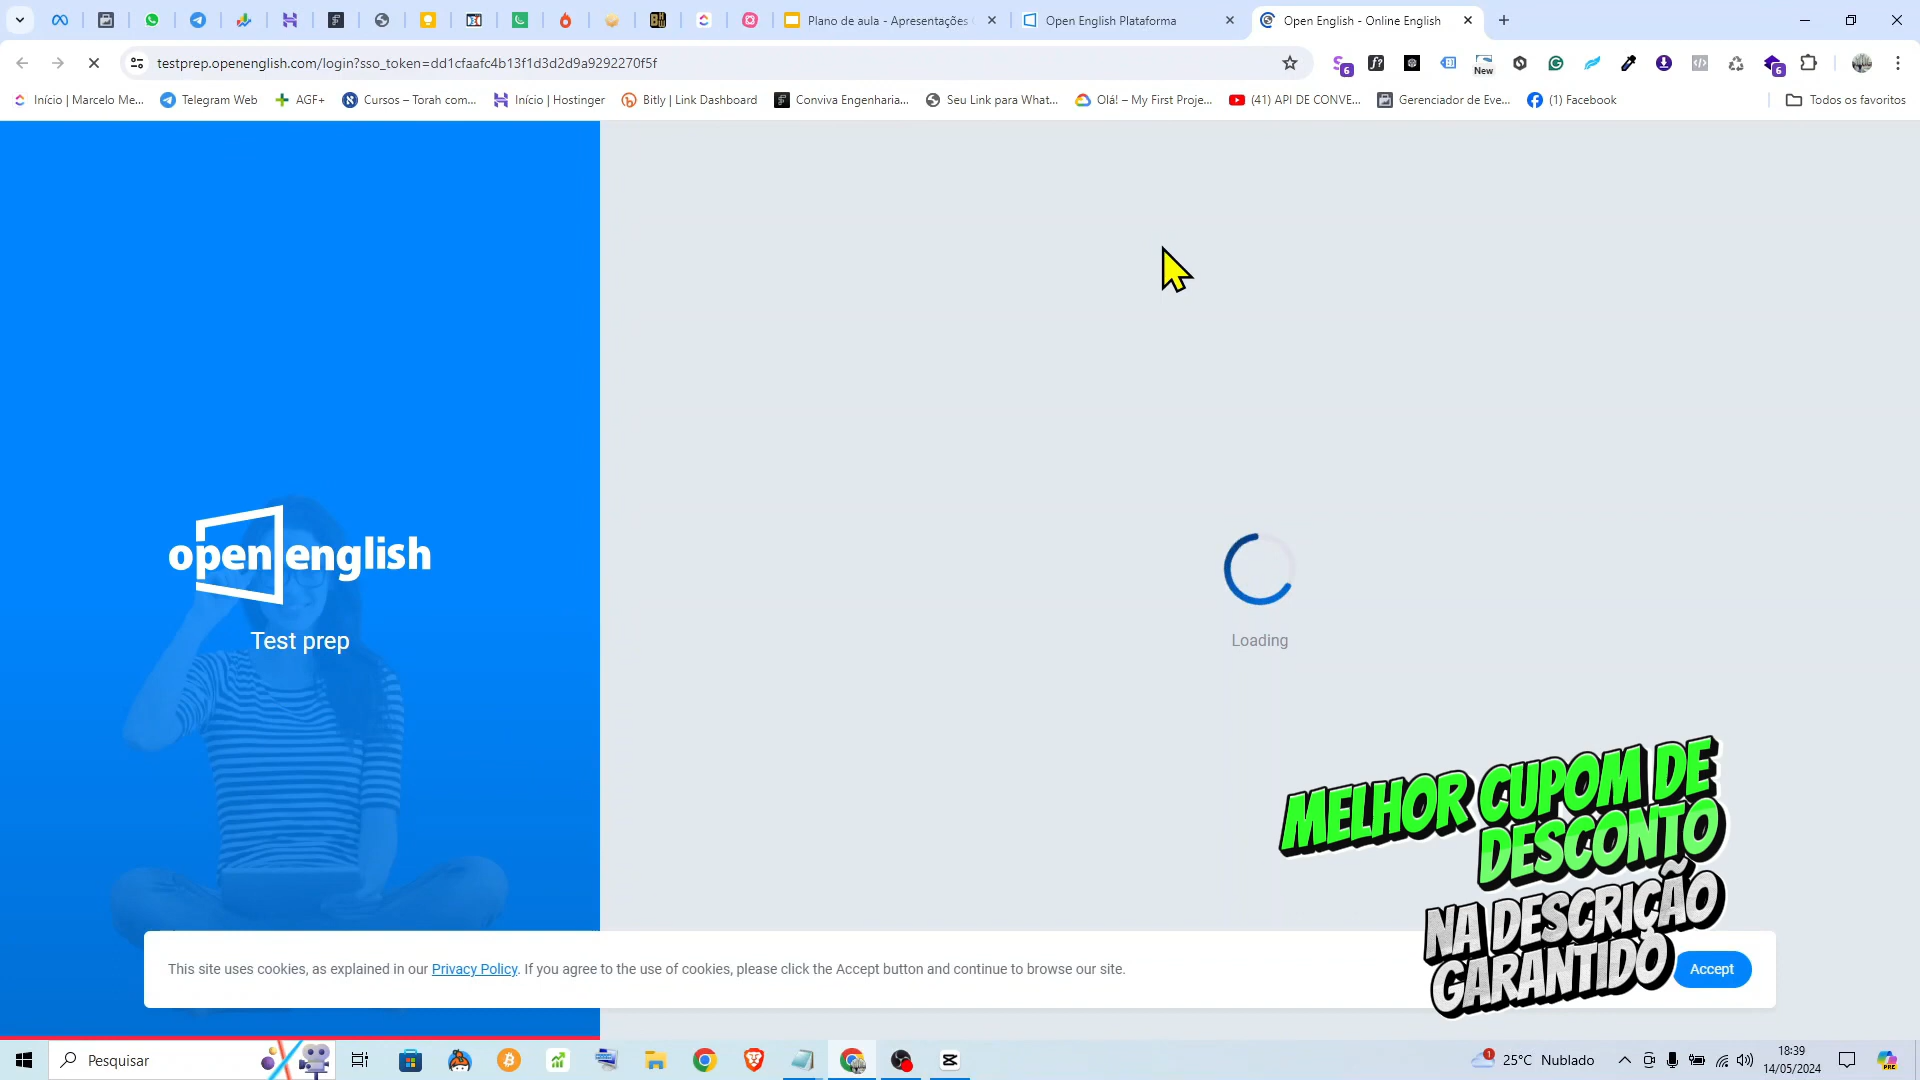 Plano de aula - Apresentações
Open English Plataforma
Open English - Online English
testprep.openenglish.com/login?sso_token=dd1cfaafc4b13f1d3d2d9a9292270f5f
6
New
6
Início | Marcelo Me...
Telegram Web
AGF+
Cursos – Torah com...
Início | Hostinger
Bitly | Link Dashboard
Conviva Engenharia...
Seu Link para What...
Olá! – My First Proje...
(41) API DE CONVE...
Gerenciador de Eve...
(1) Facebook
Todos os favoritos
openenglish
Test prep
Loading
MELHOR CUPOM DE
DESCONTO
NA DESCRIÇÃO
GARANTIDO
This site uses cookies, as explained in our Privacy Policy. If you agree to the use of cookies, please click the Accept button and continue to browse our site.
Accept
Pesquisar
1
25°C Nublado
18:39
14/05/2024
PRE